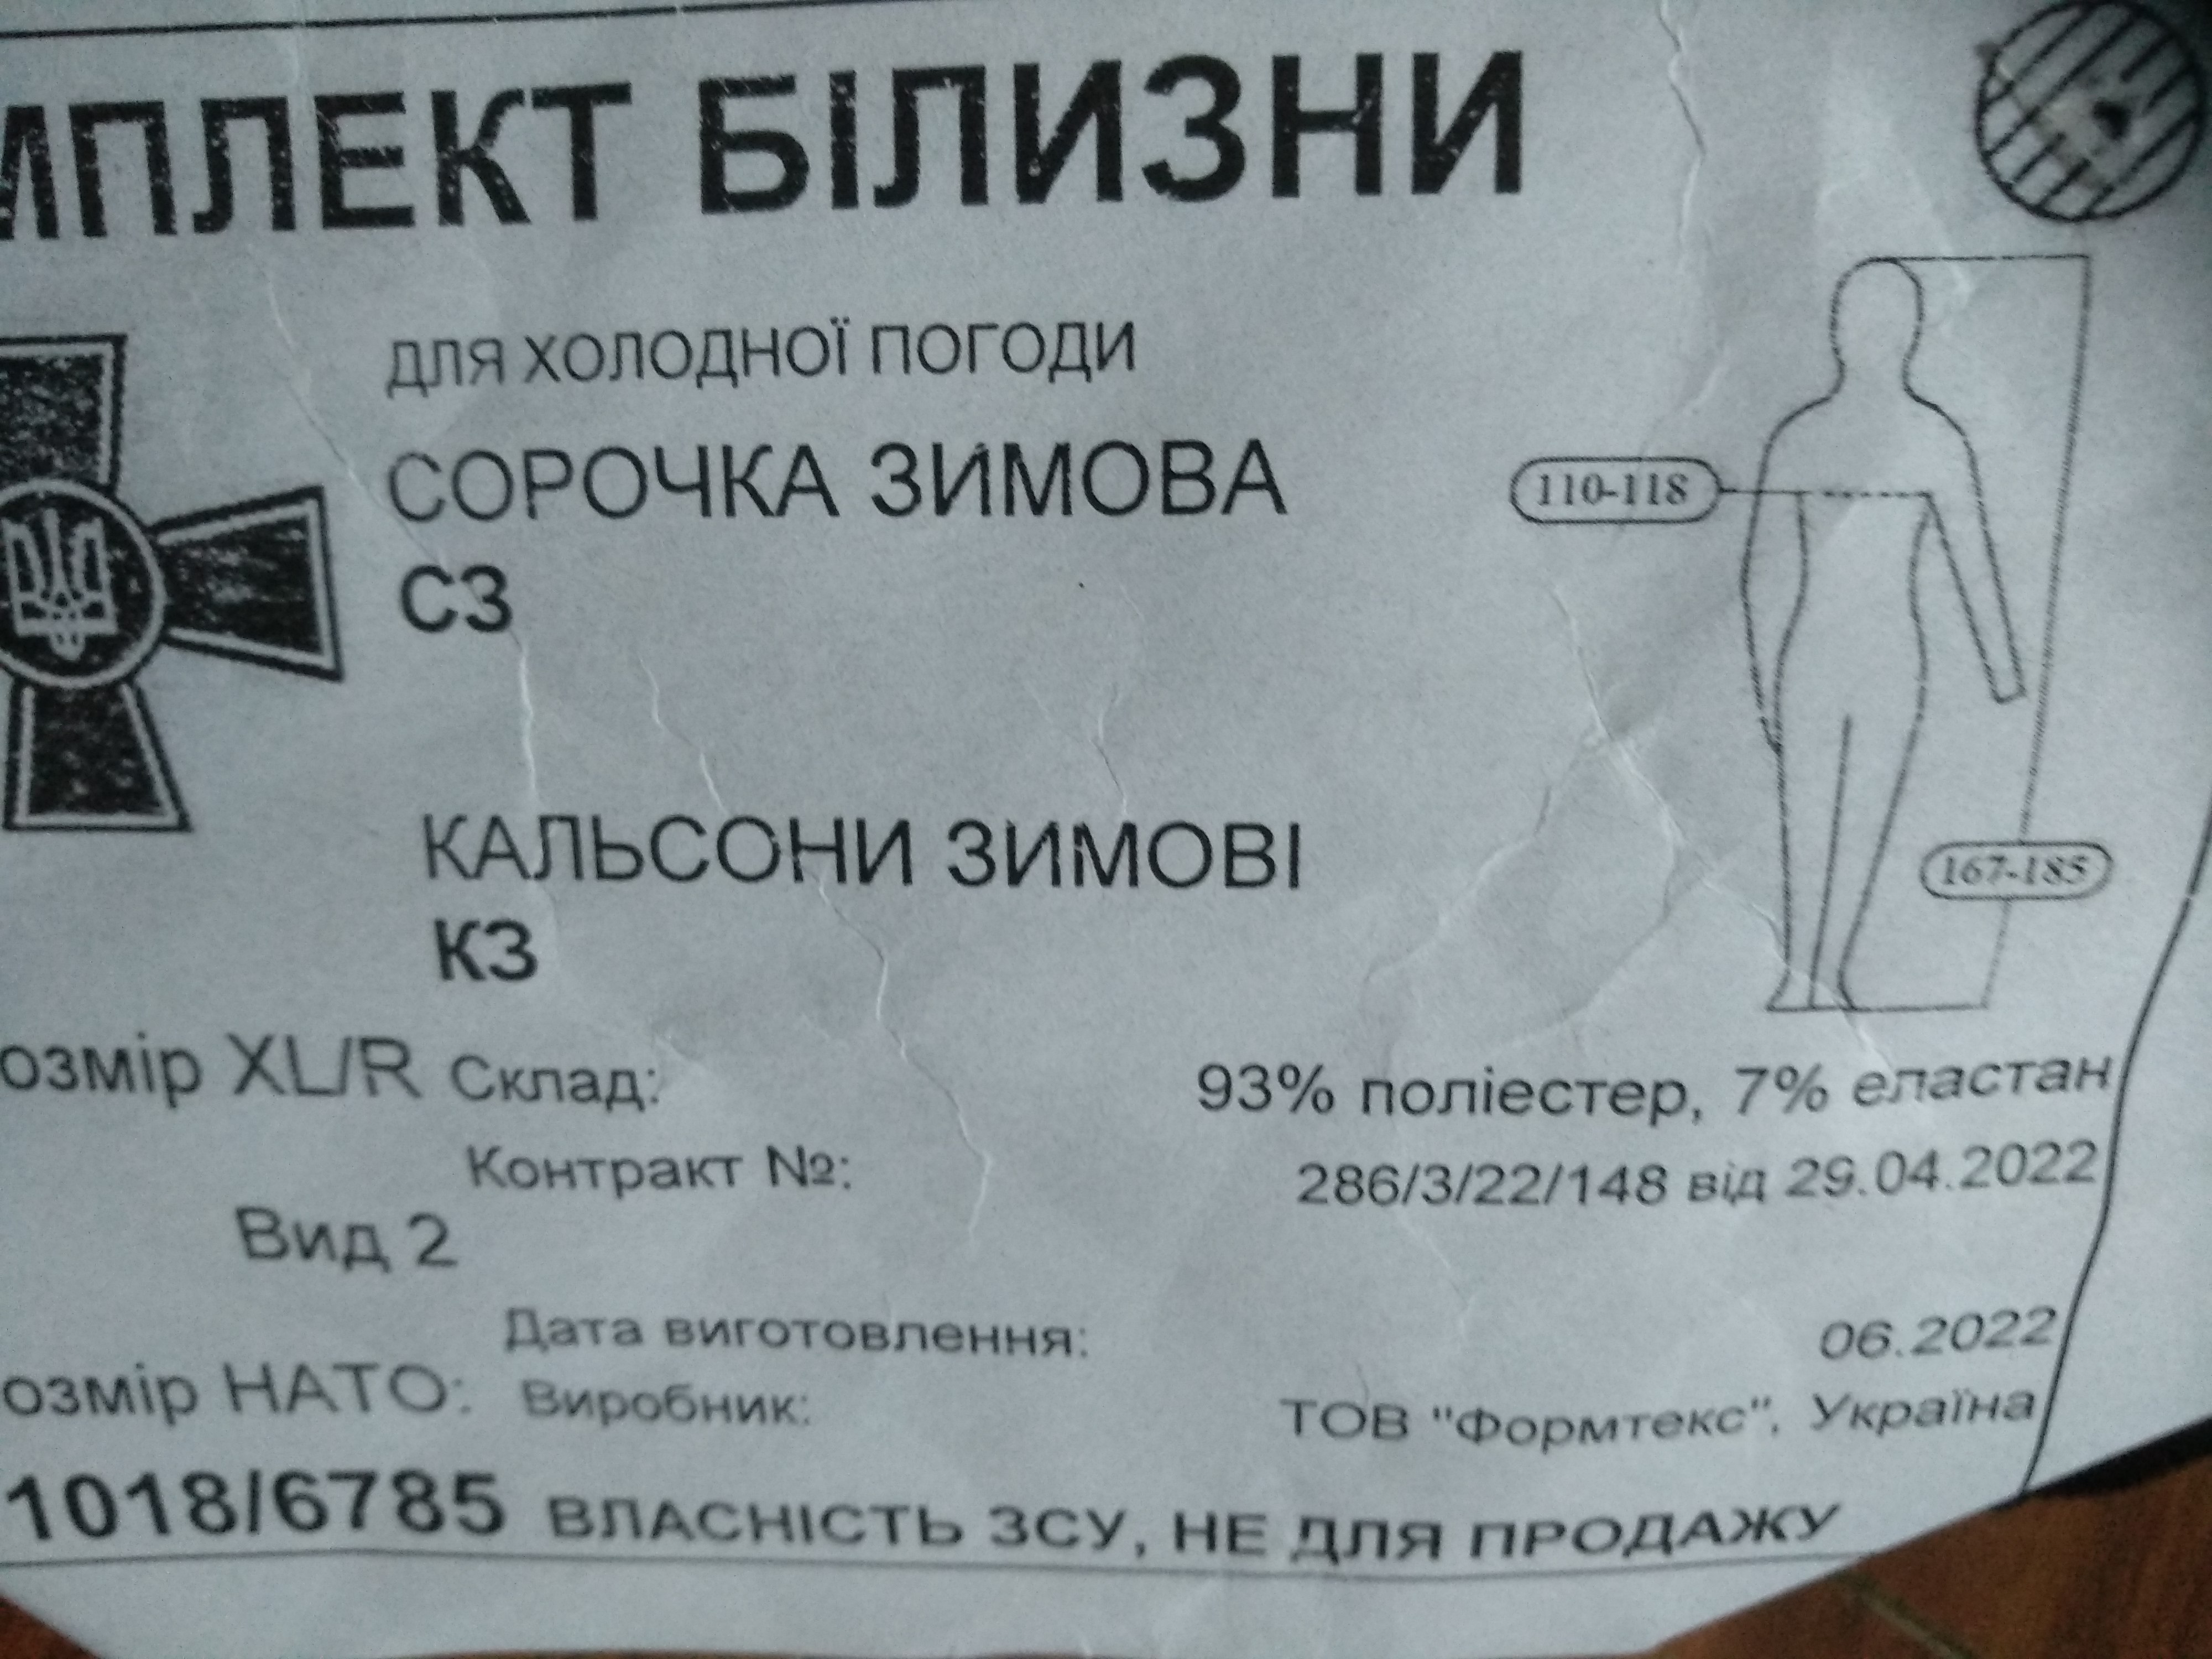 МПЛЕКТ БІЛИЗНИ
для холодної погоди
СОРОЧКА ЗИМОВА
СЗ
110-118
КАЛЬСОНИ ЗИМОВІ
КЗ
167-185
озмір XL/R Склад: 93% поліестер, 7% еластан
Контракт №: 286/3/22/148 від 29.04.2022
Вид 2
Дата виготовлення: 06.2022
озмір НАТО: Виробник: ТОВ "Формтекс". Україна
1018/6785 ВЛАСНІСТЬ ЗСУ, НЕ ДЛЯ ПРОДАЖУ